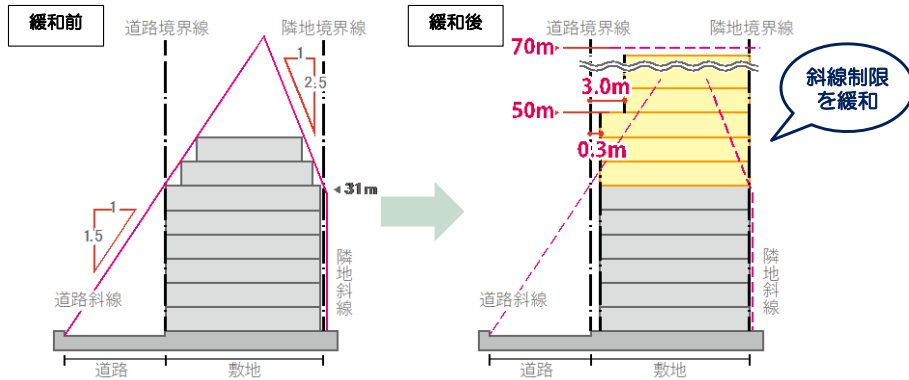 緩和前
道路境界線
隣地境界線
1
2.5
31m
1
1.5
道路斜線
隣地斜線
道路
敷地
緩和後
道路境界線
隣地境界線
70m
3.0m
50m
0.3m
斜線制限
を緩和
道路斜線
隣地斜線
道路
敷地